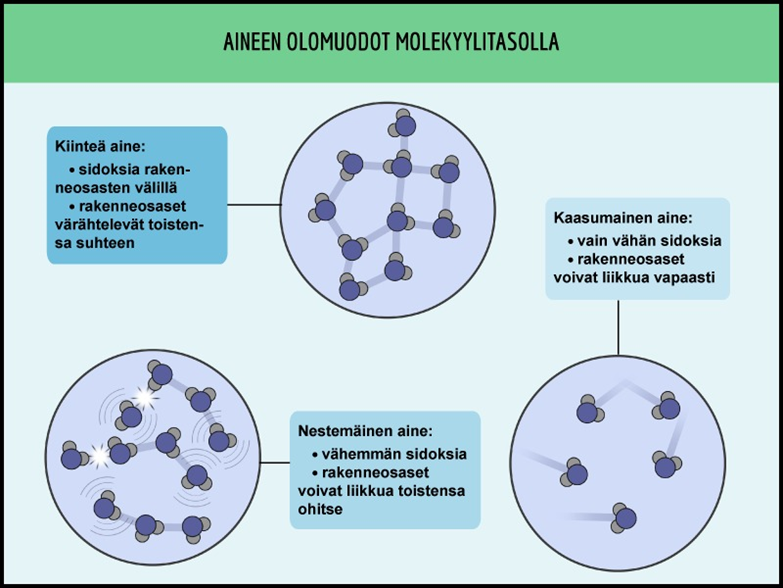 AINEEN OLOMUODOT MOLEKYYLITASOLLA
Kiinteä aine:
• sidoksia raken-
neosasten välillä
• rakenneosaset
värähtelevät toisten-
sa suhteen
Kaasumainen aine:
• vain vähän sidoksia
• rakenneosaset
voivat liikkua vapaasti
Nestemäinen aine:
• vähemmän sidoksia
• rakenneosaset
voivat liikkua toistensa
ohitse